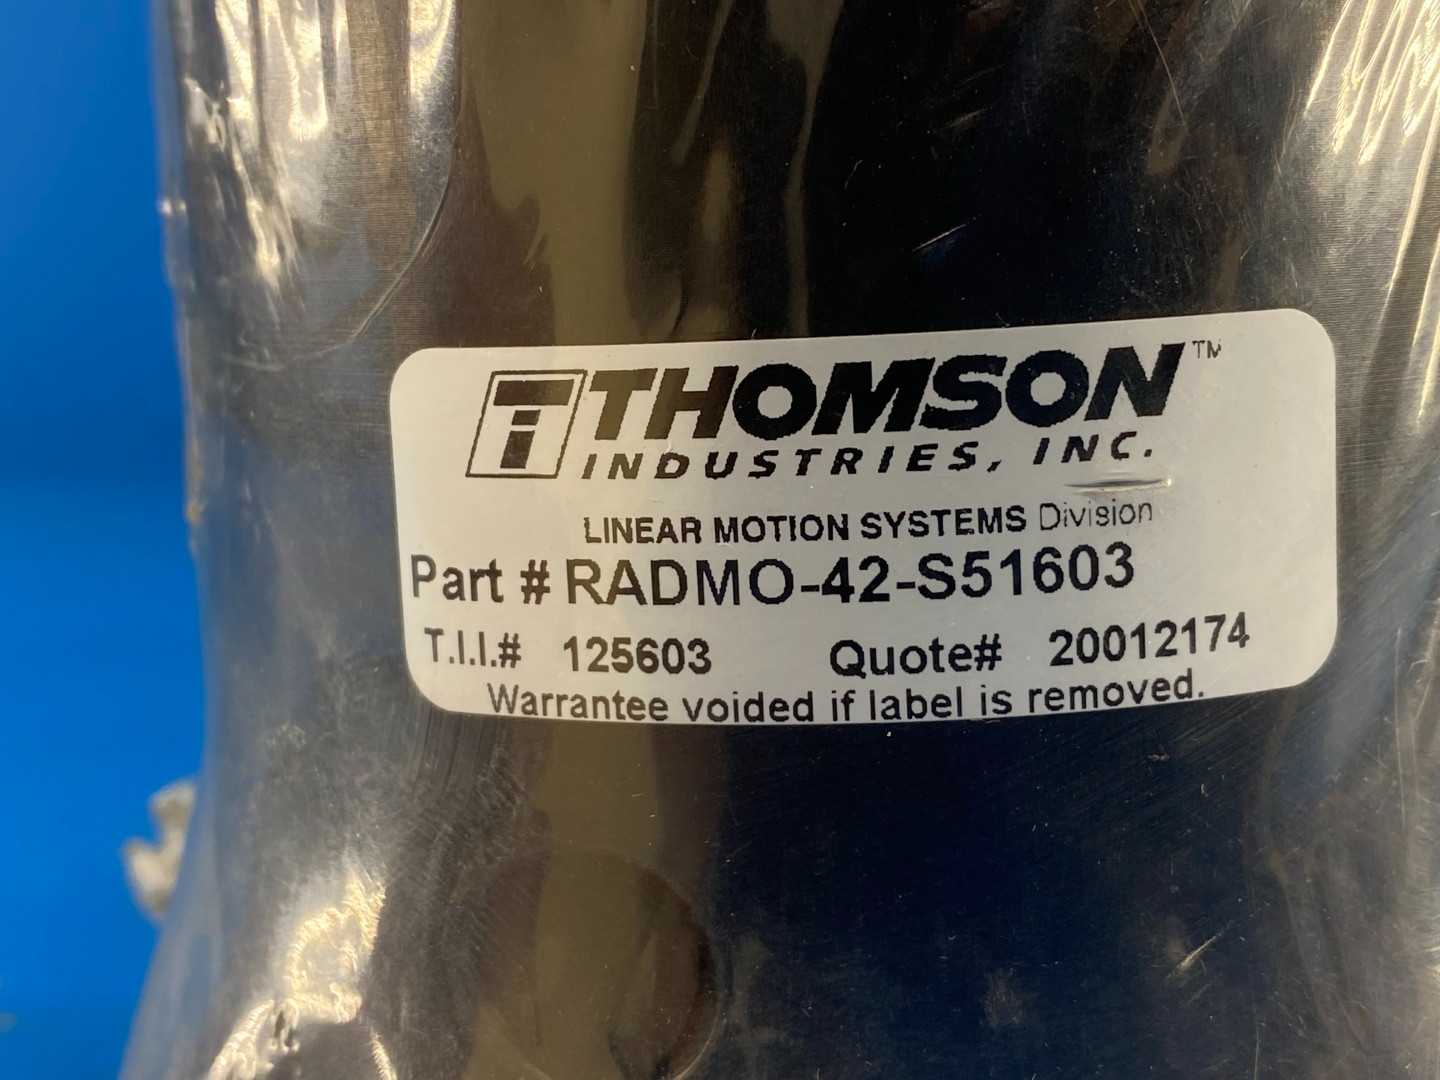 Ti THOMSON™
INDUSTRIES, INC.
LINEAR MOTION SYSTEMS Division
Part # RADMO-42-S51603
T.I.I.# 125603 Quote# 20012174
Warrantee voided if label is removed.